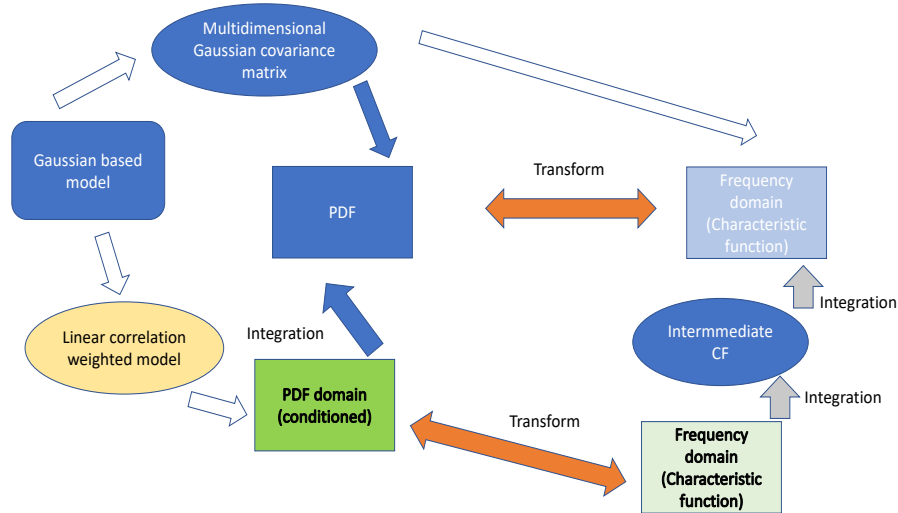 Multidimensional
Gaussian covariance
matrix
Gaussian based
model
Transform
PDF
Frequency
domain
(Characteristic
function)
Integration
Linear correlation
weighted model
Integration
Intermmediate
CF
PDF domain
(conditioned)
Integration
Transform
Frequency
domain
(Characteristic
function)